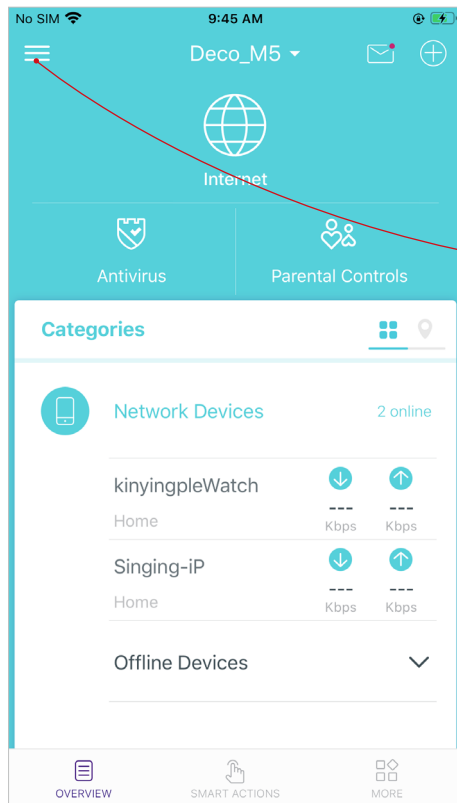 No SIM 9:45 AM
Deco_M5
Internet
Antivirus Parental Controls
Categories
Network Devices 2 online
kinyingpleWatch
--- ---
Home Kbps Kbps
Singing-iP
--- ---
Home Kbps Kbps
Offline Devices
OVERVIEW SMART ACTIONS MORE